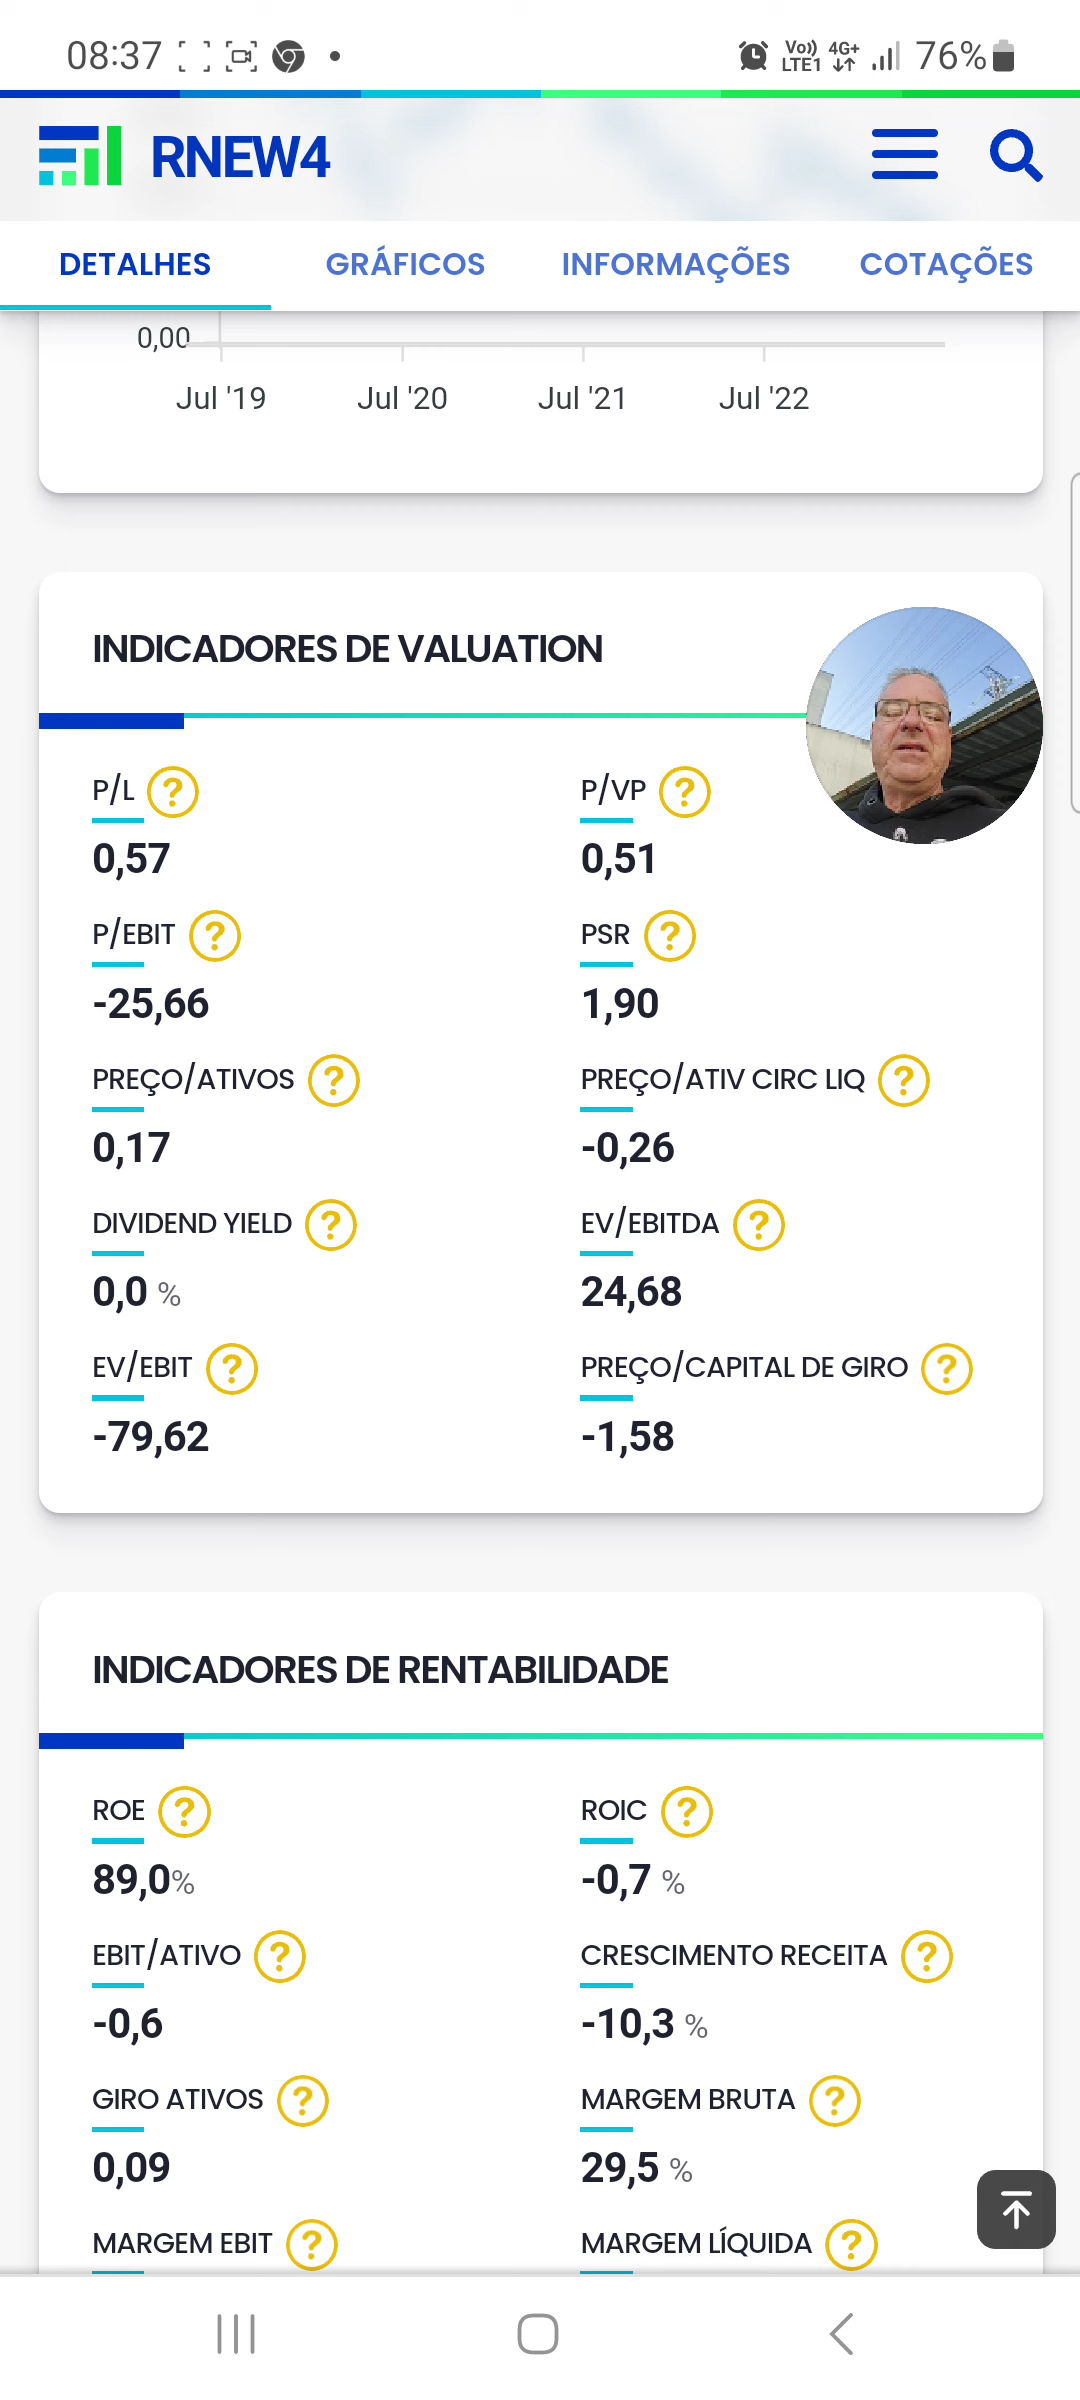 08:37
Vo)) LTE1 4G+ 76%
RNEW4
DETALHES GRÁFICOS INFORMAÇÕES COTAÇÕES
0,00
Jul '19 Jul '20 Jul '21 Jul '22
INDICADORES DE VALUATION
P/L ? P/VP ?
0,57 0,51
P/EBIT ? PSR ?
-25,66 1,90
PREÇO/ATIVOS ? PREÇO/ATIV CIRC LIQ ?
0,17 -0,26
DIVIDEND YIELD ? EV/EBITDA ?
0,0 % 24,68
EV/EBIT ? PREÇO/CAPITAL DE GIRO ?
-79,62 -1,58
INDICADORES DE RENTABILIDADE
ROE ? ROIC ?
89,0% -0,7 %
EBIT/ATIVO ? CRESCIMENTO RECEITA ?
-0,6 -10,3 %
GIRO ATIVOS ? MARGEM BRUTA ?
0,09 29,5 %
MARGEM EBIT ? MARGEM LÍQUIDA ?